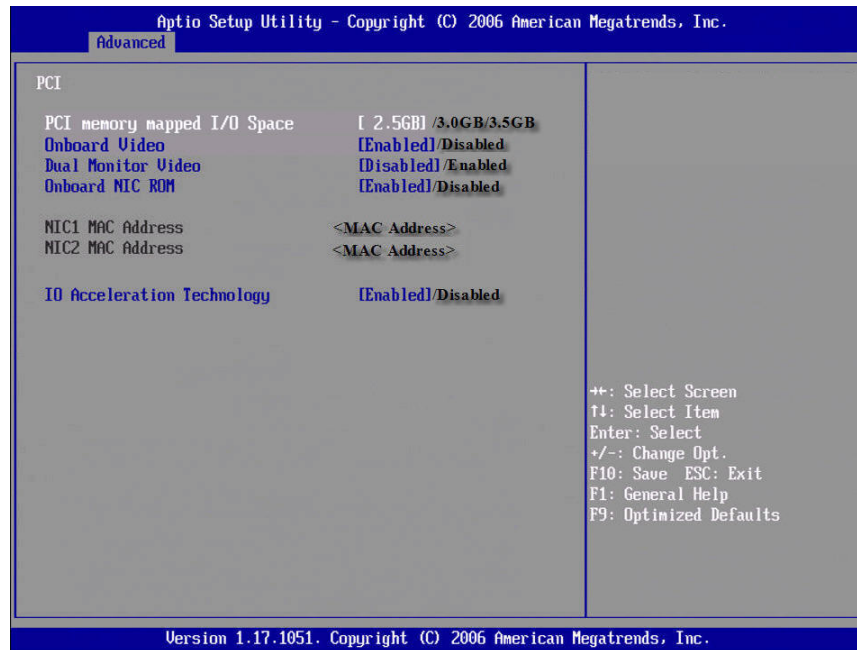 Aptio Setup Utility - Copyright (C) 2006 American Megatrends, Inc.
Advanced
PCI
PCI memory mapped I/O Space [ 2.5GB] /3.0GB/3.5GB
Onboard Video [Enabled]/Disabled
Dual Monitor Video [Disabled]/Enabled
Onboard NIC ROM [Enabled]/Disabled
NIC1 MAC Address <MAC Address>
NIC2 MAC Address <MAC Address>
IO Acceleration Technology [Enabled]/Disabled
→←: Select Screen
↑↓: Select Item
Enter: Select
+/-: Change Opt.
F10: Save ESC: Exit
F1: General Help
F9: Optimized Defaults
Version 1.17.1051. Copyright (C) 2006 American Megatrends, Inc.